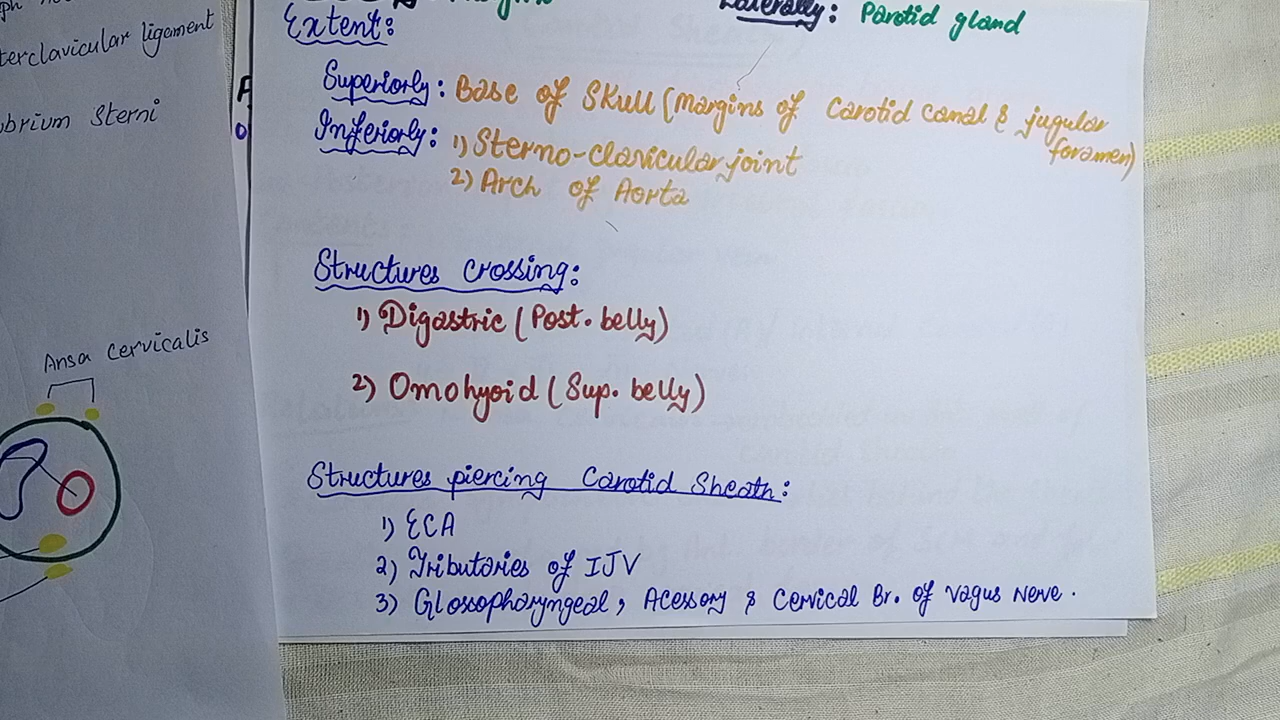 Laterally: Parotid gland
Extent:
terclavicular ligament
Superiorly: Base of Skull (margins of carotid canal & jugular
foramen)
brium Sterni
Inferiorly: 1) Sterno-clavicular joint
2) Arch of Aorta
Structures crossing:
1) Digastric (Post. belly)
2) Omohyoid (Sup. belly)
Ansa cervicalis
Structures piercing Carotid Sheath:
1) ECA
2) Tributaries of IJV
3) Glossopharyngeal, Acessory & Cervical Br. of vagus Nerve.